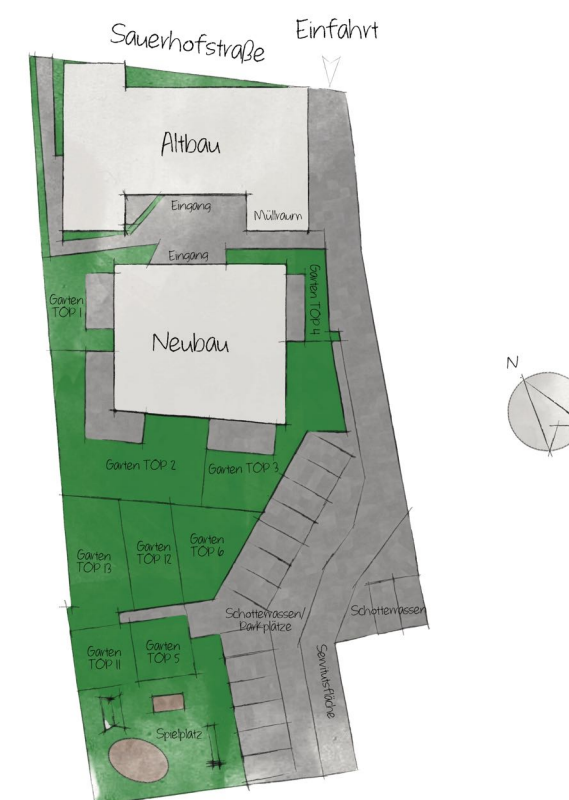 Sauerhofstraße
Einfahrt
Altbau
Eingang
Müllraum
Eingang
Garten
TOP 1
Garten TOP 4
Neubau
N
Garten TOP 2
Garten TOP 3
Garten
TOP 13
Garten
TOP 12
Garten
TOP 6
Schotterrassen/
Parkplätze
Schotterrassen
Garten
TOP 11
Garten
TOP 5
Servitutsfläche
Spielplatz